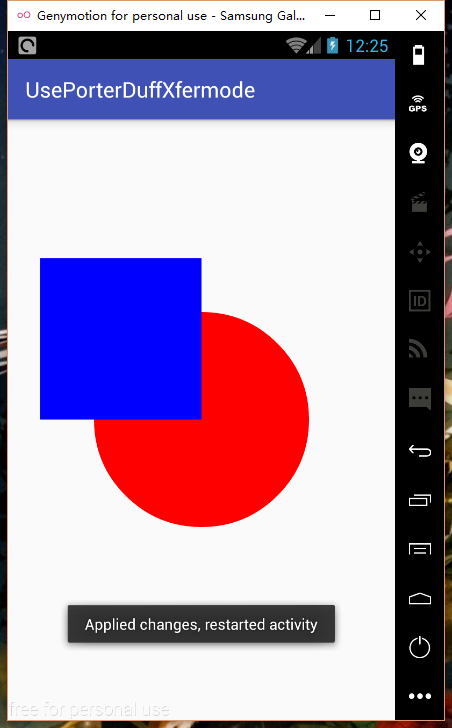 Genymotion for personal use - Samsung Gal...
12:25
UsePorterDuffXfermode
GPS
ID
Applied changes, restarted activity
free for personal use